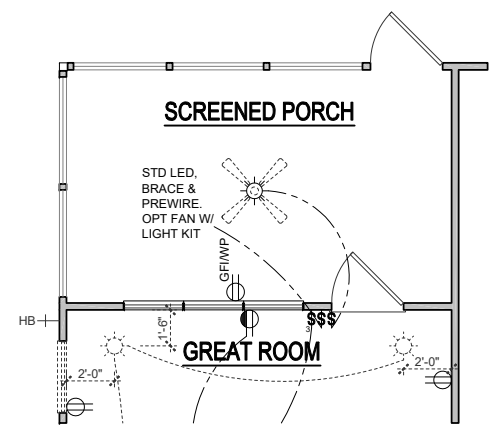 SCREENED PORCH
STD LED,
BRACE &
PREWIRE.
OPT FAN W/
LIGHT KIT
GFI/WP
HB
1'-6"
$ $ $ $
GREAT ROOM
2'-0"
2'-0"